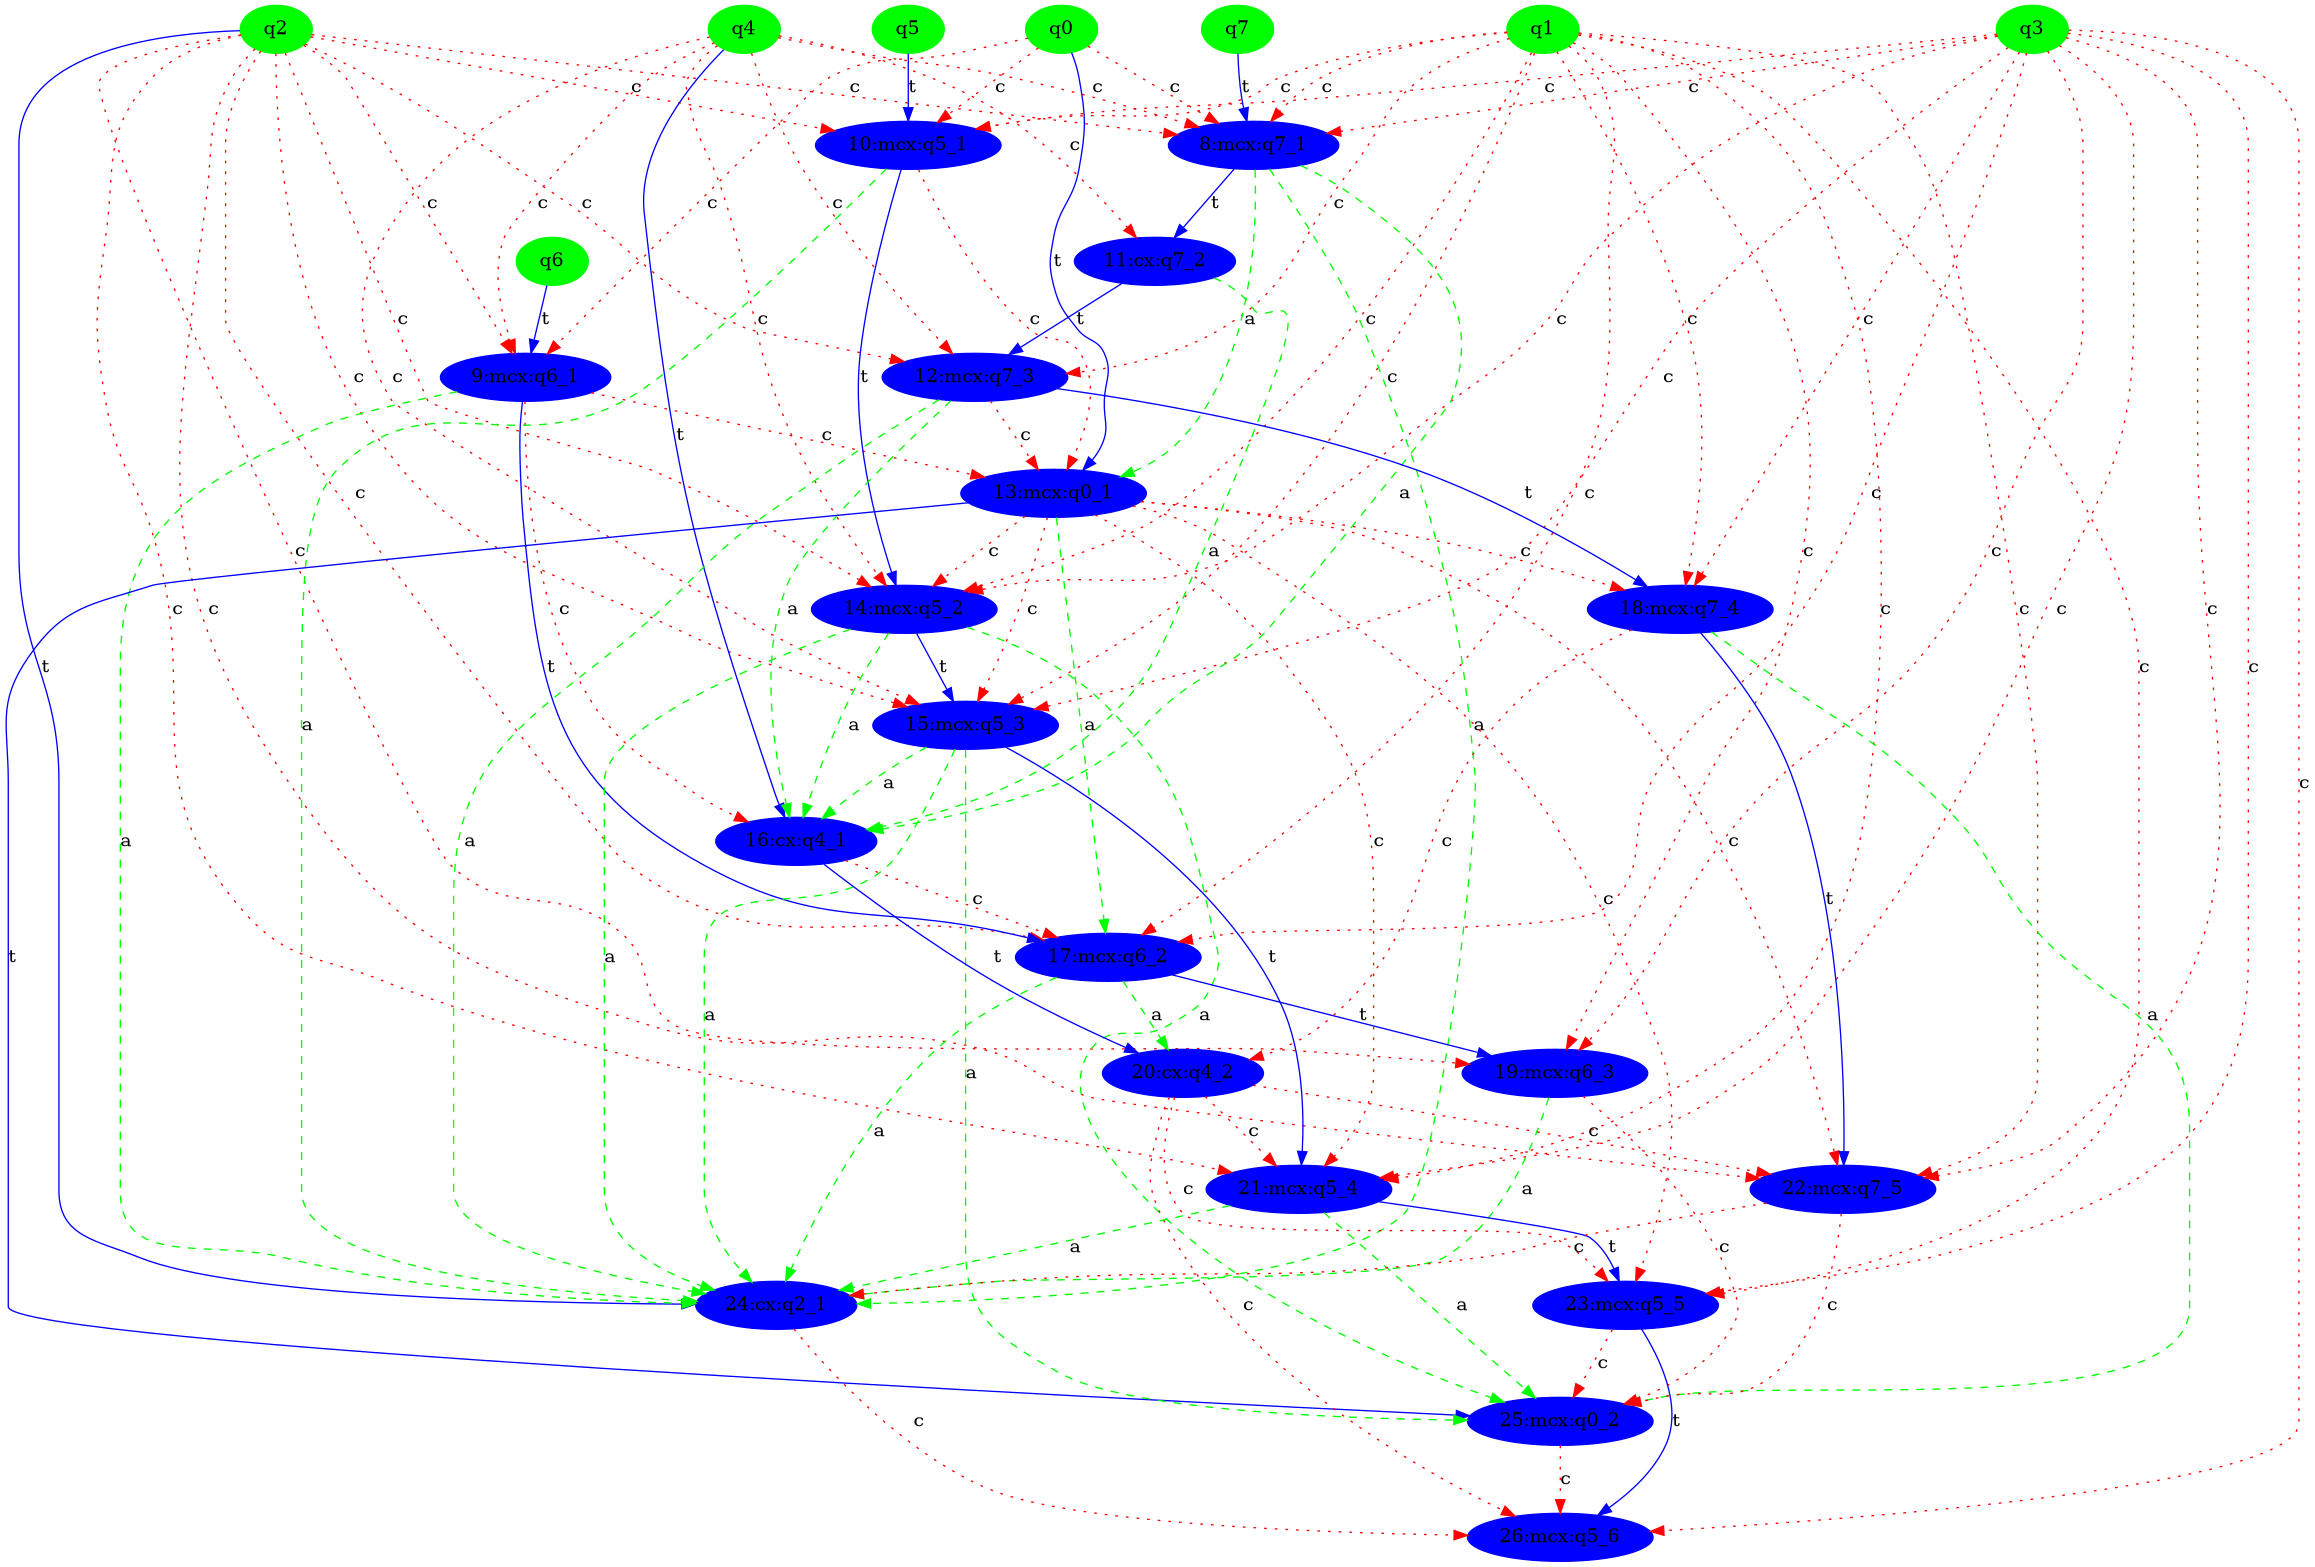 q2 q4 q5 q0 q7 q1 q3
c c t c c c t c c c
10:mcx:q5_1 8:mcx:q7_1
c c c c c c t c
q6 11:cx:q7_2
t c c t c t a c c c c c
9:mcx:q6_1 12:mcx:q7_3
c c t c c c c
t c a c t
13:mcx:q0_1
c a c
c t a c c a c c c c c c
14:mcx:q5_2 18:mcx:q7_4
c c a c a c
t c t t a c c c
15:mcx:q5_3
a a a c
a c c
16:cx:q4_1
a a c t
t a a c t a t c
17:mcx:q6_2
a a a t a
20:cx:q4_2 19:mcx:q6_3
a a c c
21:mcx:q5_4 22:mcx:q7_5
c a
a c t c
24:cx:q2_1 23:mcx:q5_5
c a c
c c t
25:mcx:q0_2
c
26:mcx:q5_6